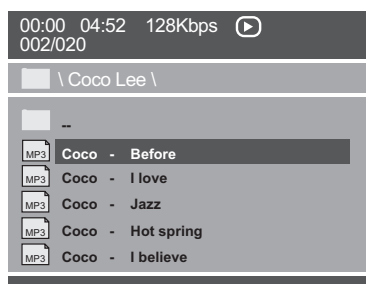 00:00 04:52 128Kbps
002/020
\ Coco Lee \
--
MP3 Coco - Before
MP3 Coco - I love
MP3 Coco - Jazz
MP3 Coco - Hot spring
MP3 Coco - I believe